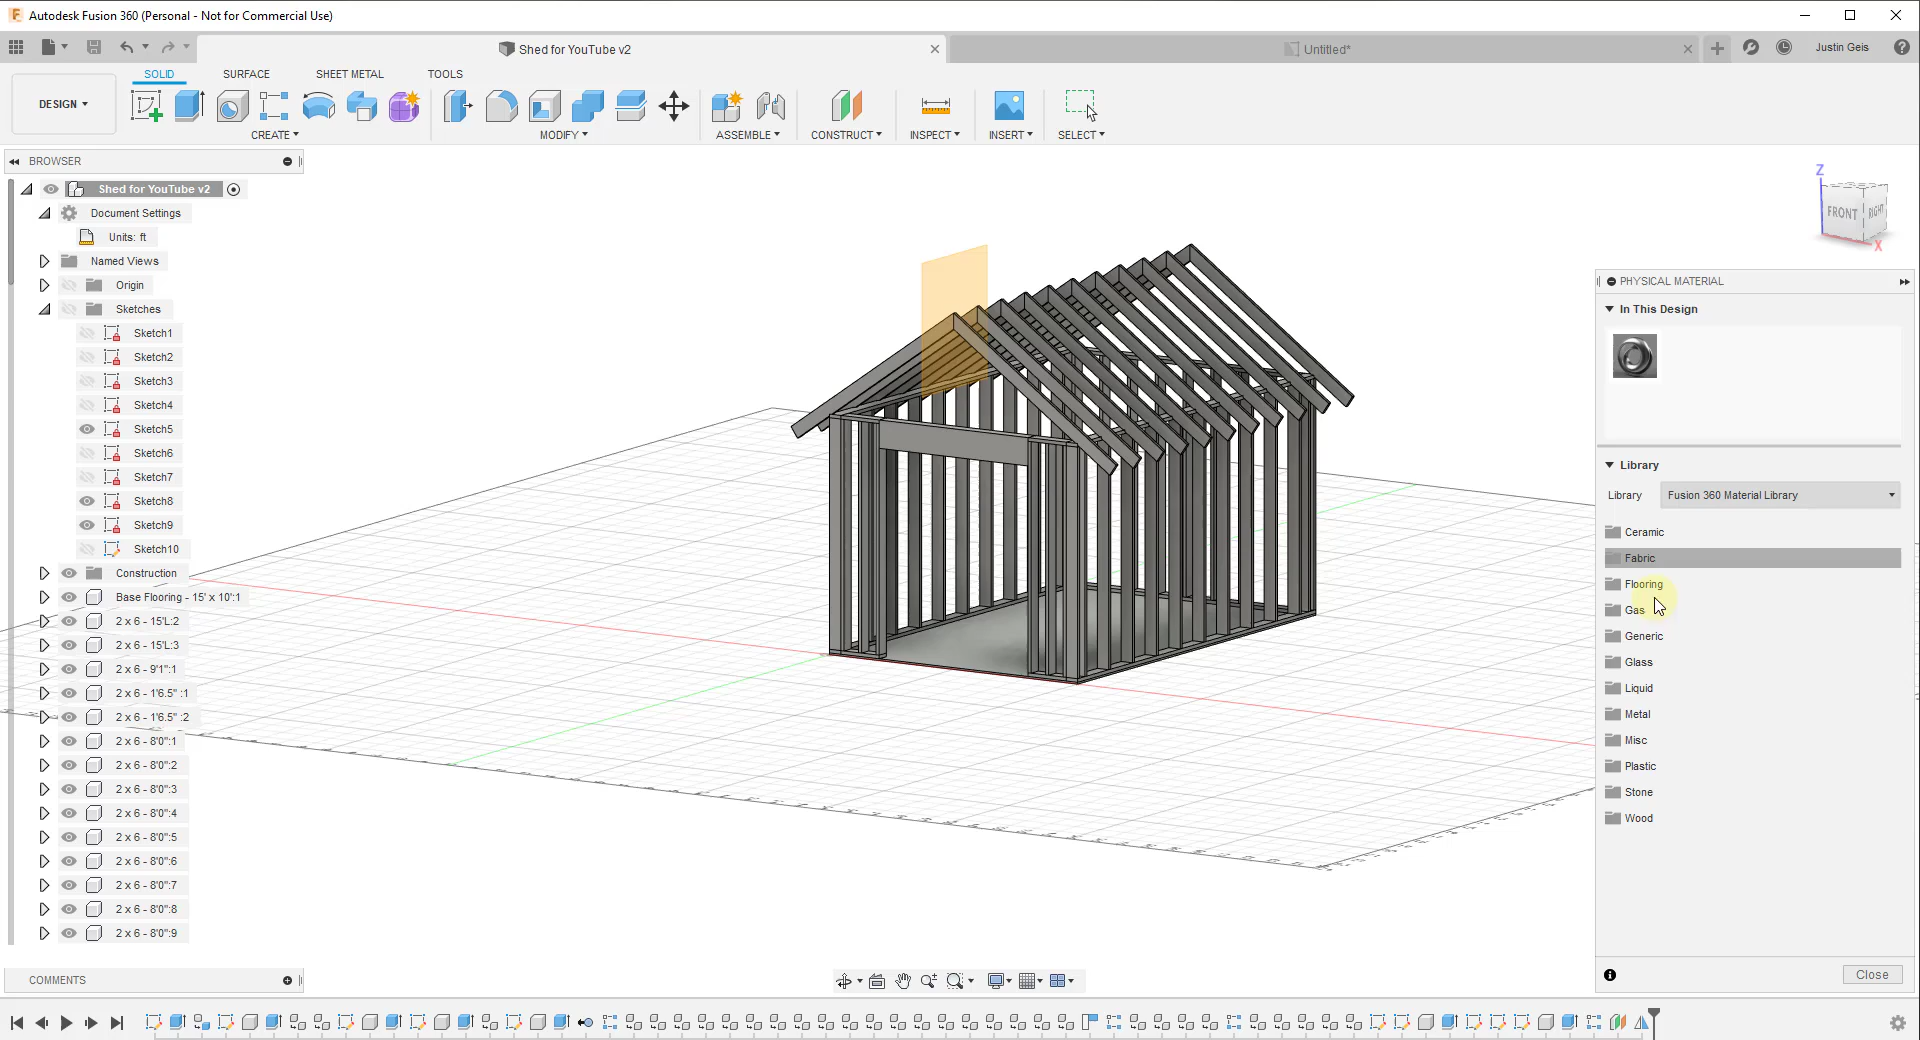 Autodesk Fusion 360 (Personal - Not for Commercial Use)
Shed for YouTube v2
Untitled*
Justin Geis
DESIGN
SOLID
SURFACE
SHEET METAL
TOOLS
CREATE
MODIFY
ASSEMBLE
CONSTRUCT
INSPECT
INSERT
SELECT
BROWSER
Shed for YouTube v2
Document Settings
Units: ft
Named Views
Origin
Sketches
Sketch1
Sketch2
Sketch3
Sketch4
Sketch5
Sketch6
Sketch7
Sketch8
Sketch9
Sketch10
Construction
Base Flooring - 15' x 10':1
2 x 6 - 15'L:2
2 x 6 - 15'L:3
2 x 6 - 9'1":1
2 x 6 - 1'6.5" :1
2 x 6 - 1'6.5" :2
2 x 6 - 8'0":1
2 x 6 - 8'0":2
2 x 6 - 8'0":3
2 x 6 - 8'0":4
2 x 6 - 8'0":5
2 x 6 - 8'0":6
2 x 6 - 8'0":7
2 x 6 - 8'0":8
2 x 6 - 8'0":9
COMMENTS
Z
FRONT
RIGHT
X
PHYSICAL MATERIAL
In This Design
Library
Library
Fusion 360 Material Library
Ceramic
Fabric
Flooring
Gas
Generic
Glass
Liquid
Metal
Misc
Plastic
Stone
Wood
Close